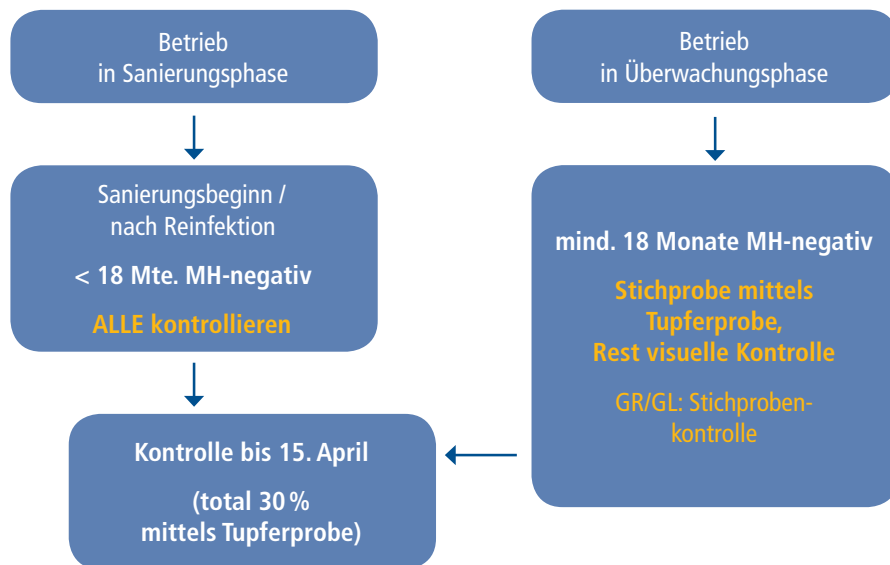 Betrieb
in Sanierungsphase
Sanierungsbeginn /
nach Reinfektion
< 18 Mte. MH-negativ
ALLE kontrollieren
Betrieb
in Überwachungsphase
mind. 18 Monate MH-negativ
Stichprobe mittels
Tupferprobe,
Rest visuelle Kontrolle
GR/GL: Stichproben-
kontrolle
Kontrolle bis 15. April
(total 30 %
mittels Tupferprobe)